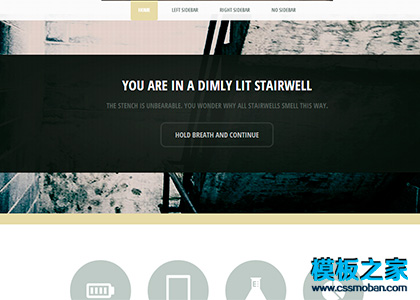 HOME LEFT SIDEBAR RIGHT SIDEBAR NO SIDEBAR
YOU ARE IN A DIMLY LIT STAIRWELL
THE STENCH IS UNBEARABLE. YOU WONDER WHY ALL STAIRWELLS SMELL THIS WAY.
HOLD BREATH AND CONTINUE
E
模板之家
www.cssmoban.com